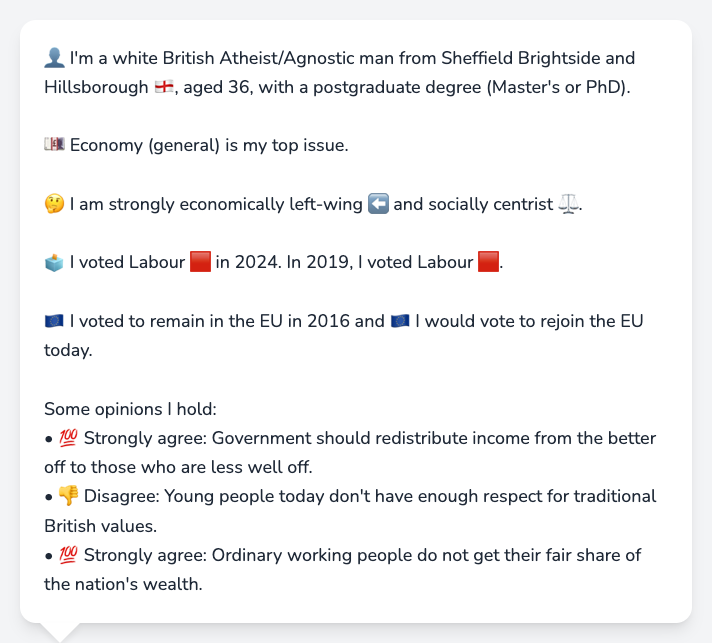 👤 I'm a white British Atheist/Agnostic man from Sheffield Brightside and
Hillsborough 🏴󠁧󠁢󠁥󠁮󠁧󠁿, aged 36, with a postgraduate degree (Master's or PhD).
💷 Economy (general) is my top issue.
🤔 I am strongly economically left-wing ⬅️ and socially centrist ⚖️.
🗳️ I voted Labour 🟥 in 2024. In 2019, I voted Labour 🟥.
🇪🇺 I voted to remain in the EU in 2016 and 🇪🇺 I would vote to rejoin the EU
today.
Some opinions I hold:
• 💯 Strongly agree: Government should redistribute income from the better
off to those who are less well off.
• 👎 Disagree: Young people today don't have enough respect for traditional
British values.
• 💯 Strongly agree: Ordinary working people do not get their fair share of
the nation's wealth.